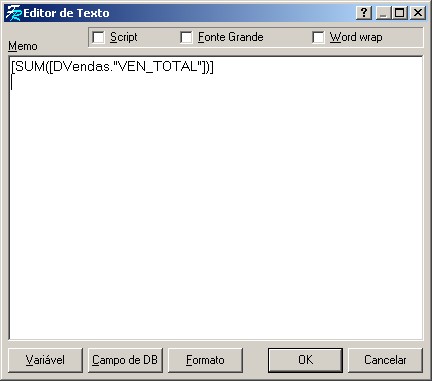 FR Editor de Texto
Memo
Script
Fonte Grande
Word wrap
[SUM([DVendas."VEN_TOTAL"])]
Variável
Campo de DB
Formato
OK
Cancelar